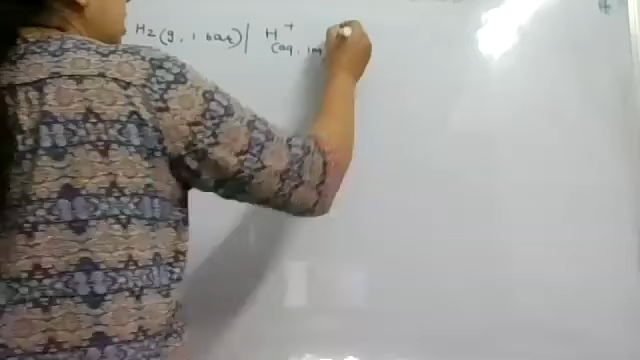 H2 (g, 1 bar) | H+
(aq, 1M